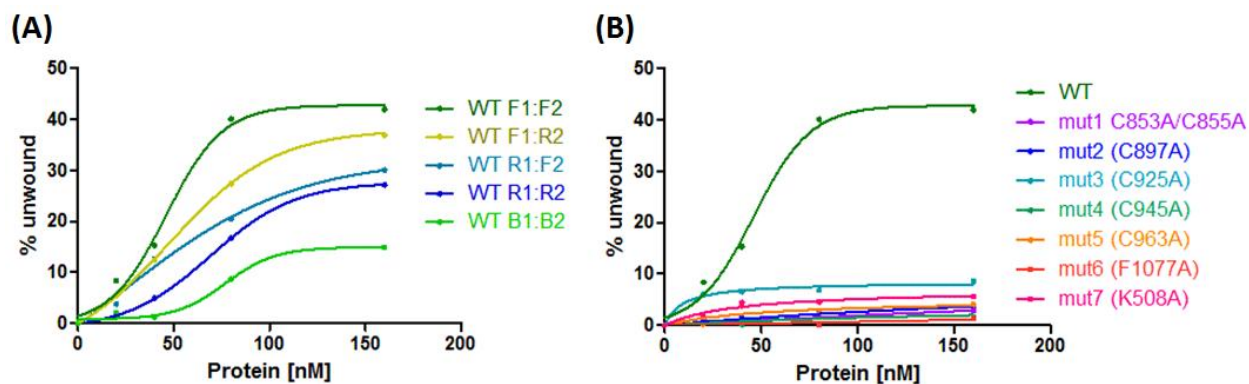 (A)
% unwound
50
40
30
20
10
0
0 50 100 150 200
Protein [nM]
WT F1:F2
WT F1:R2
WT R1:F2
WT R1:R2
WT B1:B2
(B)
% unwound
50
40
30
20
10
0
0 50 100 150 200
Protein [nM]
WT
mut1 C853A/C855A
mut2 (C897A)
mut3 (C925A)
mut4 (C945A)
mut5 (C963A)
mut6 (F1077A)
mut7 (K508A)